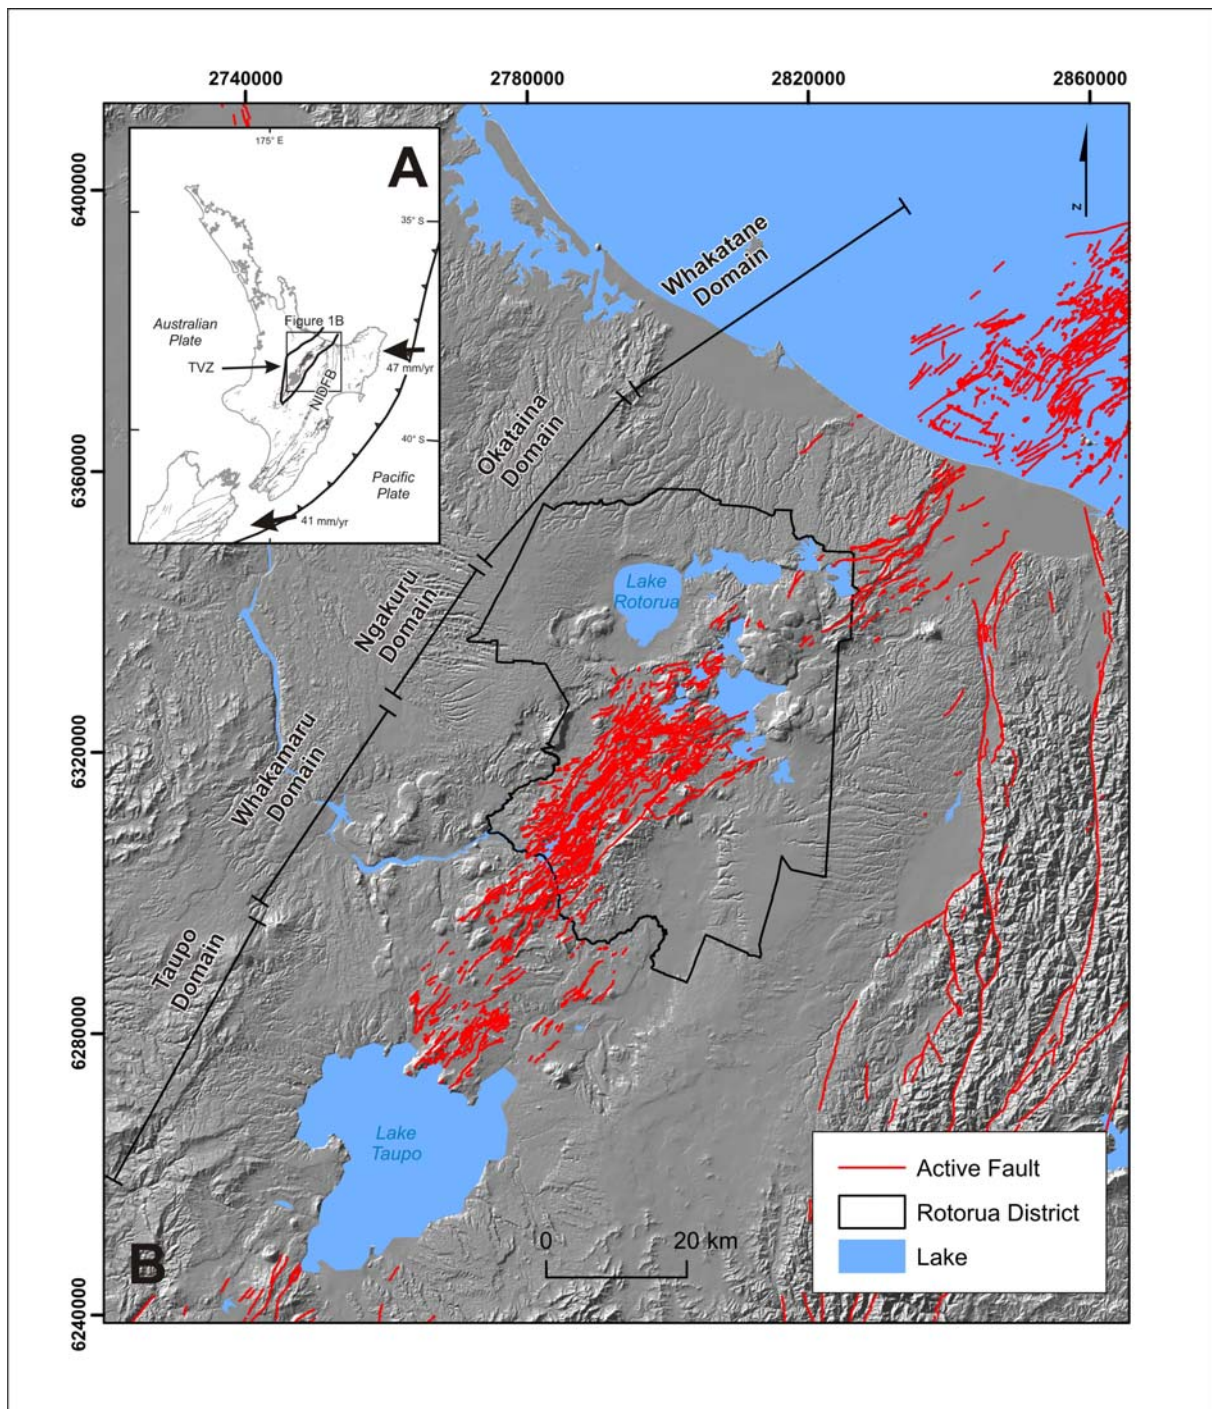 2740000
2780000
2820000
2860000
6400000
6360000
6320000
6280000
6240000
A
175° E
35° S
40° S
Australian
Plate
Figure 1B
TVZ
NIDFB
47 mm/yr
Pacific
Plate
41 mm/yr
z
Whakatane
Domain
Okataina
Domain
Ngakuru
Domain
Whakamaru
Domain
Taupo
Domain
Lake
Rotorua
Lake
Taupo
B
0
20 km
Active Fault
Rotorua District
Lake